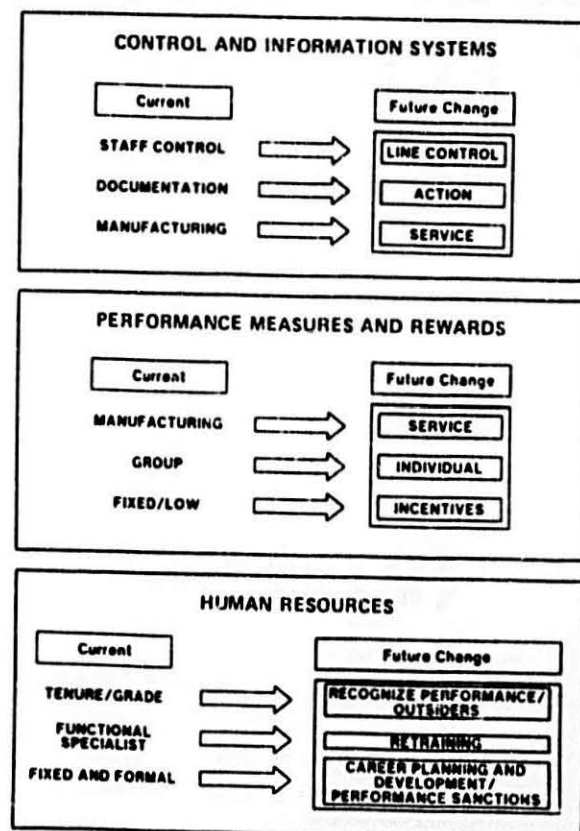 CONTROL AND INFORMATION SYSTEMS
Current
Future Change
STAFF CONTROL
LINE CONTROL
DOCUMENTATION
ACTION
MANUFACTURING
SERVICE
PERFORMANCE MEASURES AND REWARDS
Current
Future Change
MANUFACTURING
SERVICE
GROUP
INDIVIDUAL
FIXED/LOW
INCENTIVES
HUMAN RESOURCES
Current
Future Change
TENURE/GRADE
RECOGNIZE PERFORMANCE/
OUTSIDERS
FUNCTIONAL
SPECIALIST
RETRAINING
FIXED AND FORMAL
CAREER PLANNING AND
DEVELOPMENT/
PERFORMANCE SANCTIONS